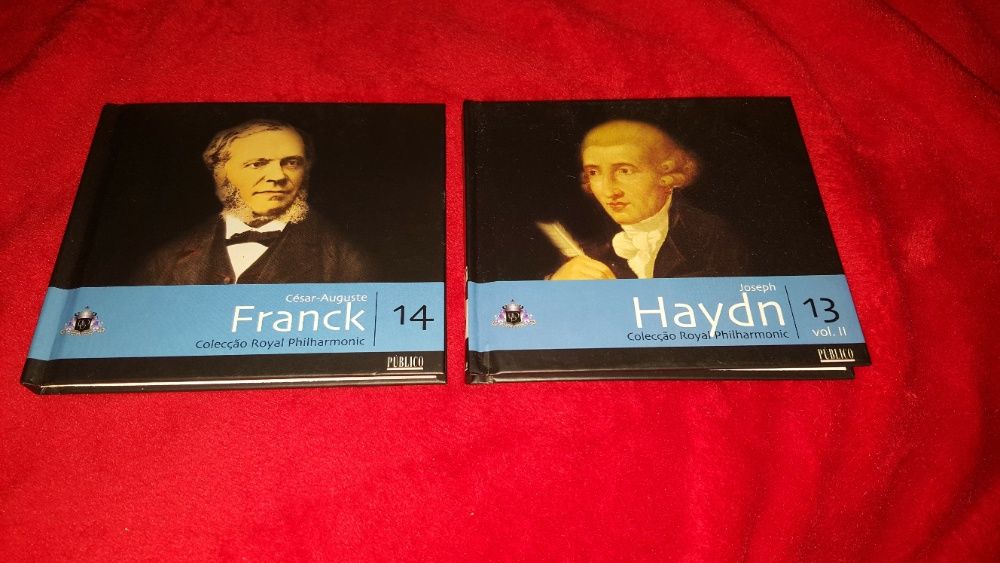 César-Auguste
Franck
14
Colecção Royal Philharmonic
PÚBLICO
Joseph
Haydn
13
vol. II
Colecção Royal Philharmonic
PÚBLICO